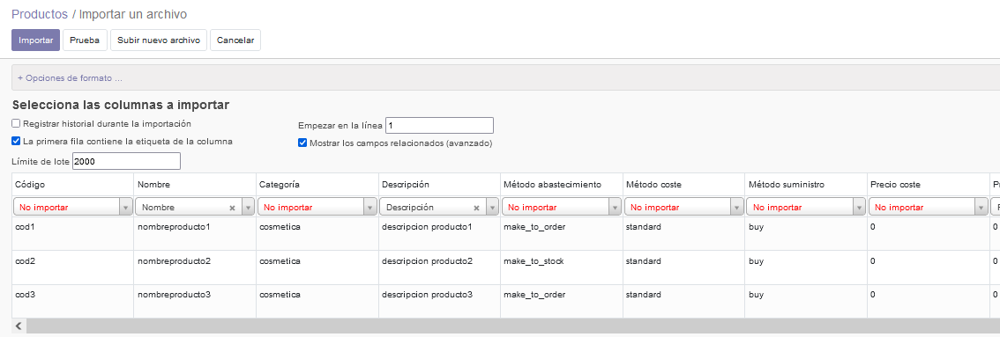 Productos / Importar un archivo
Importar Prueba Subir nuevo archivo Cancelar
+ Opciones de formato ...
Selecciona las columnas a importar
Registrar historial durante la importación Empezar en la línea 1
La primera fila contiene la etiqueta de la columna Mostrar los campos relacionados (avanzado)
Límite de lote 2000
Código Nombre Categoría Descripción Método abastecimiento Método coste Método suministro Precio coste
No importar Nombre No importar Descripción No importar No importar No importar No importar
cod1 nombreproducto1 cosmetica descripcion producto1 make_to_order standard buy 0 0
cod2 nombreproducto2 cosmetica descripcion producto2 make_to_stock standard buy 0 0
cod3 nombreproducto3 cosmetica descripcion producto3 make_to_order standard buy 0 0